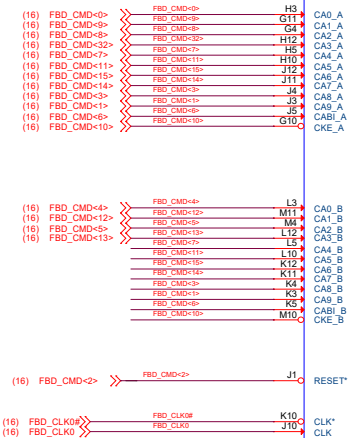 (16) FBD_CMD<0> FBD_CMD<0> H3 CA0_A
(16) FBD_CMD<9> FBD_CMD<9> G11 CA1_A
(16) FBD_CMD<8> FBD_CMD<8> G4 CA2_A
(16) FBD_CMD<32> FBD_CMD<32> H12 CA3_A
(16) FBD_CMD<7> FBD_CMD<7> H5 CA4_A
(16) FBD_CMD<11> FBD_CMD<11> H10 CA5_A
(16) FBD_CMD<15> FBD_CMD<15> J12 CA6_A
(16) FBD_CMD<14> FBD_CMD<14> J11 CA7_A
(16) FBD_CMD<3> FBD_CMD<3> J4 CA8_A
(16) FBD_CMD<1> FBD_CMD<1> J3 CA9_A
(16) FBD_CMD<6> FBD_CMD<6> J5 CABI_A
(16) FBD_CMD<10> FBD_CMD<10> G10 CKE_A
(16) FBD_CMD<4> FBD_CMD<4> L3 CA0_B
(16) FBD_CMD<12> FBD_CMD<12> M11 CA1_B
(16) FBD_CMD<5> FBD_CMD<5> M4 CA2_B
(16) FBD_CMD<13> FBD_CMD<13> L12 CA3_B
FBD_CMD<7> L5 CA4_B
FBD_CMD<11> L10 CA5_B
FBD_CMD<15> K12 CA6_B
FBD_CMD<14> K11 CA7_B
FBD_CMD<3> K4 CA8_B
FBD_CMD<1> K3 CA9_B
FBD_CMD<6> K5 CABI_B
FBD_CMD<10> M10 CKE_B
(16) FBD_CMD<2> FBD_CMD<2> J1 RESET*
(16) FBD_CLK0# FBD_CLK0# K10 CLK*
(16) FBD_CLK0 FBD_CLK0 J10 CLK